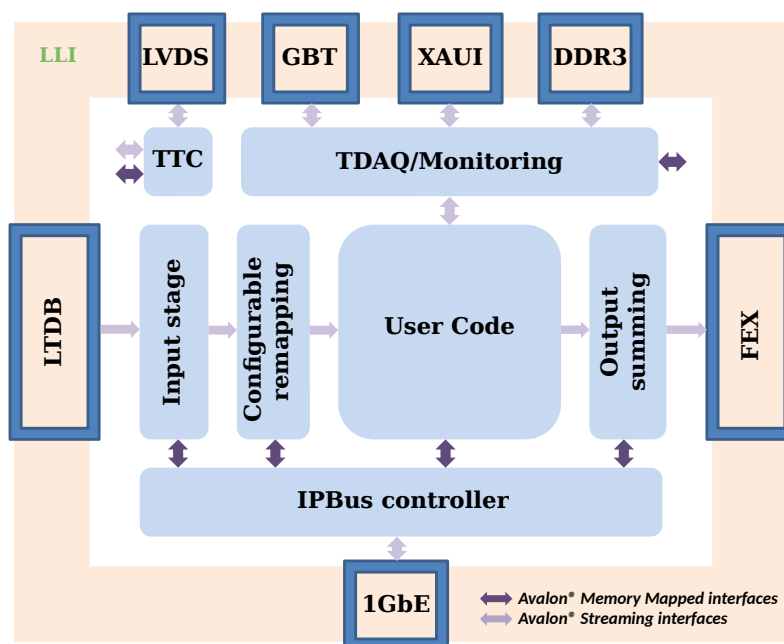 LLI
LVDS
GBT
XAUI
DDR3
TTC
TDAQ/Monitoring
LTDB
Input stage
Configurable
remapping
User Code
Output
summing
FEX
IPBus controller
1GbE
Avalon® Memory Mapped interfaces
Avalon® Streaming interfaces